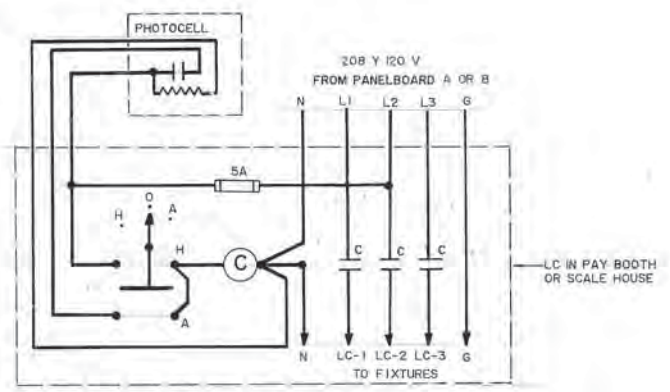 PHOTOCELL
208 Y 120 V
FROM PANELBOARD A OR B
N L1 L2 L3 G
5A
O
H A
H
C
C C C
A
LC IN PAY BOOTH
OR SCALE HOUSE
N LC-1 LC-2 LC-3 G
TO FIXTURES